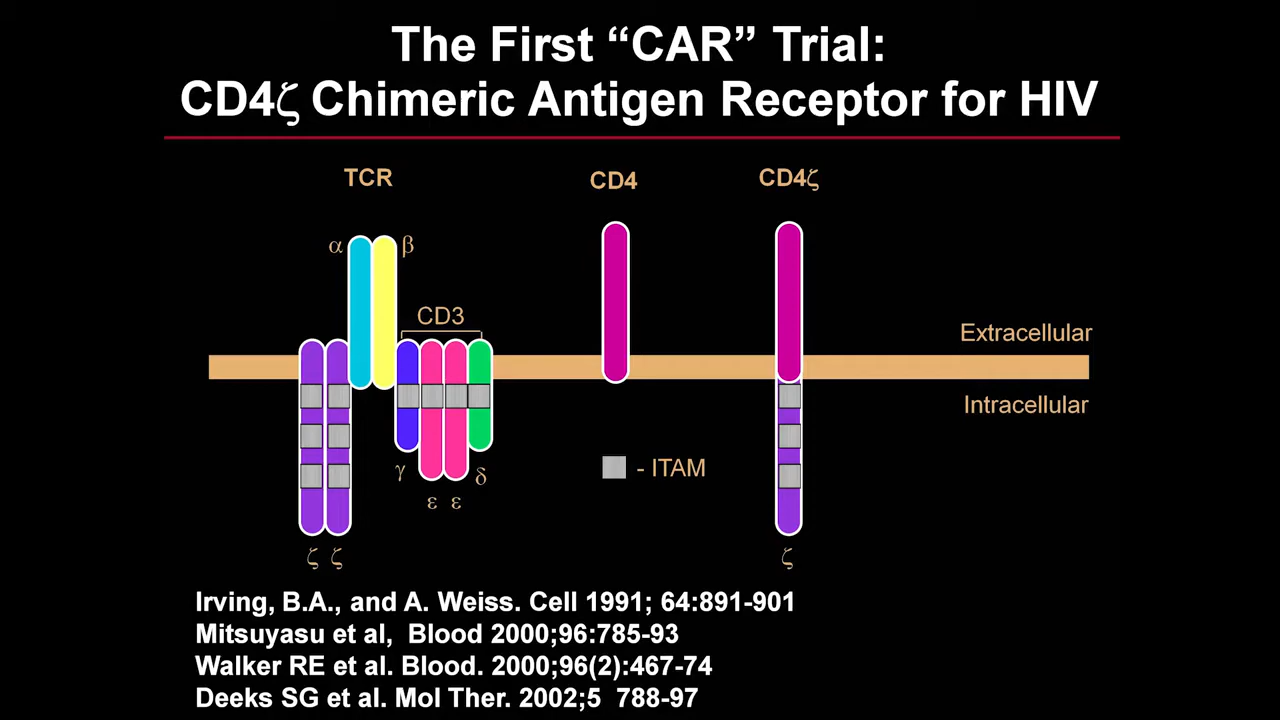 The First “CAR” Trial:
CD4ζ Chimeric Antigen Receptor for HIV
TCR
CD4
CD4ζ
α
β
CD3
Extracellular
Intracellular
- ITAM
γ
δ
ε ε
ζ ζ
ζ
Irving, B.A., and A. Weiss. Cell 1991; 64:891-901
Mitsuyasu et al, Blood 2000;96:785-93
Walker RE et al. Blood. 2000;96(2):467-74
Deeks SG et al. Mol Ther. 2002;5 788-97